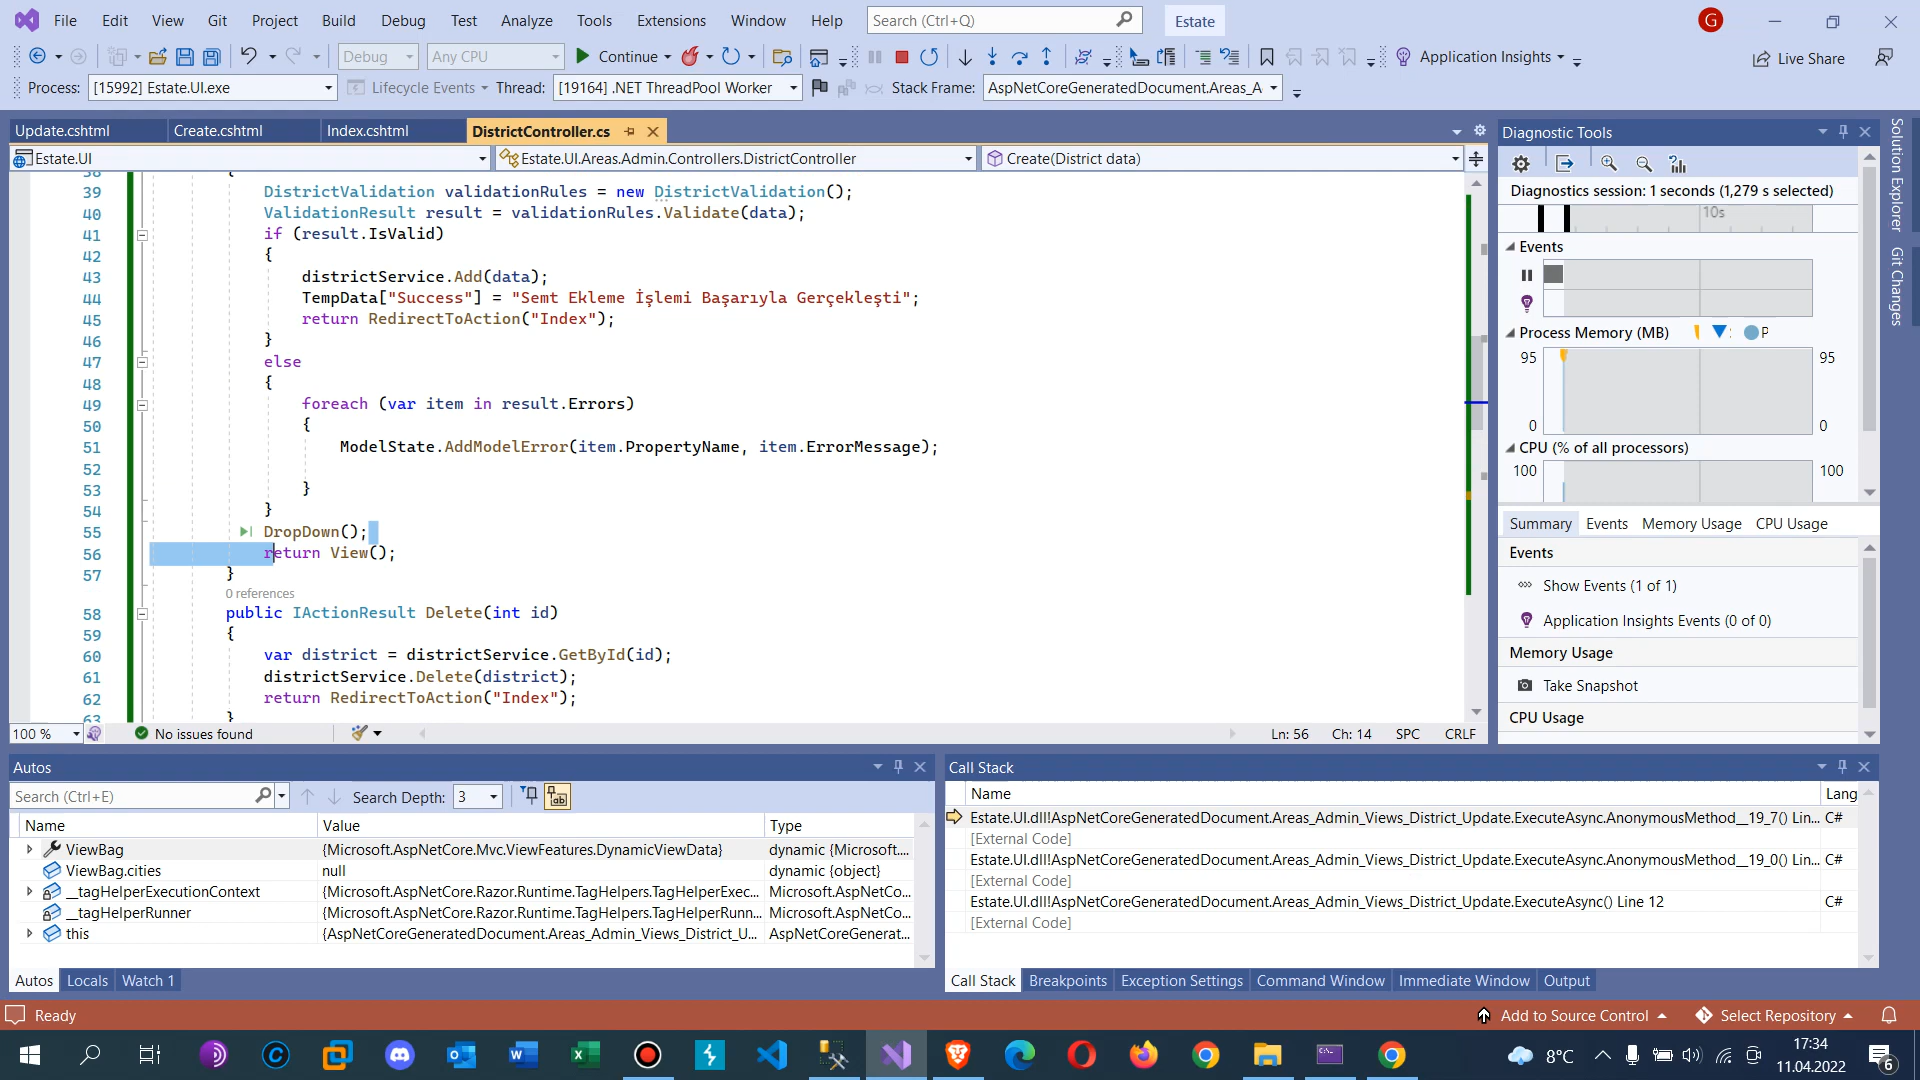 File Edit View Git Project Build Debug Test Analyze Tools Extensions Window Help Search (Ctrl+Q) Estate G
Debug Any CPU Continue Application Insights Live Share
Process: [15992] Estate.UI.exe Lifecycle Events Thread: [19164] .NET ThreadPool Worker Stack Frame: AspNetCoreGeneratedDocument.Areas_A
Update.cshtml Create.cshtml Index.cshtml DistrictController.cs
Estate.UI Estate.UI.Areas.Admin.Controllers.DistrictController Create(District data)
38 {
39 DistrictValidation validationRules = new DistrictValidation();
40 ValidationResult result = validationRules.Validate(data);
41 if (result.IsValid)
42 {
43 districtService.Add(data);
44 TempData["Success"] = "Semt Ekleme İşlemi Başarıyla Gerçekleşti";
45 return RedirectToAction("Index");
46 }
47 else
48 {
49 foreach (var item in result.Errors)
50 {
51 ModelState.AddModelError(item.PropertyName, item.ErrorMessage);
52
53 }
54 }
55 DropDown();
56 return View();
57 }
0 references
58 public IActionResult Delete(int id)
59 {
60 var district = districtService.GetById(id);
61 districtService.Delete(district);
62 return RedirectToAction("Index");
63 }
100 % No issues found Ln: 56 Ch: 14 SPC CRLF
Diagnostic Tools
Diagnostics session: 1 seconds (1,279 s selected)
10s
Events
Process Memory (MB) P
95 95
0 0
CPU (% of all processors)
100 100
Summary Events Memory Usage CPU Usage
Events
Show Events (1 of 1)
Application Insights Events (0 of 0)
Memory Usage
Take Snapshot
CPU Usage
Solution Explorer
Git Changes
Autos
Search (Ctrl+E) Search Depth: 3
Name Value Type
ViewBag {Microsoft.AspNetCore.Mvc.ViewFeatures.DynamicViewData} dynamic {Microsoft....
ViewBag.cities null dynamic {object}
__tagHelperExecutionContext {Microsoft.AspNetCore.Razor.Runtime.TagHelpers.TagHelperExec... Microsoft.AspNetCo...
__tagHelperRunner {Microsoft.AspNetCore.Razor.Runtime.TagHelpers.TagHelperRunn... Microsoft.AspNetCo...
this {AspNetCoreGeneratedDocument.Areas_Admin_Views_District_U... AspNetCoreGenerat...
Autos Locals Watch 1
Call Stack
Name Lang
Estate.UI.dll!AspNetCoreGeneratedDocument.Areas_Admin_Views_District_Update.ExecuteAsync.AnonymousMethod__19_7() Lin... C#
[External Code]
Estate.UI.dll!AspNetCoreGeneratedDocument.Areas_Admin_Views_District_Update.ExecuteAsync.AnonymousMethod__19_0() Lin... C#
[External Code]
Estate.UI.dll!AspNetCoreGeneratedDocument.Areas_Admin_Views_District_Update.ExecuteAsync() Line 12 C#
[External Code]
Call Stack Breakpoints Exception Settings Command Window Immediate Window Output
Ready Add to Source Control Select Repository
8°C 17:34
11.04.2022 6